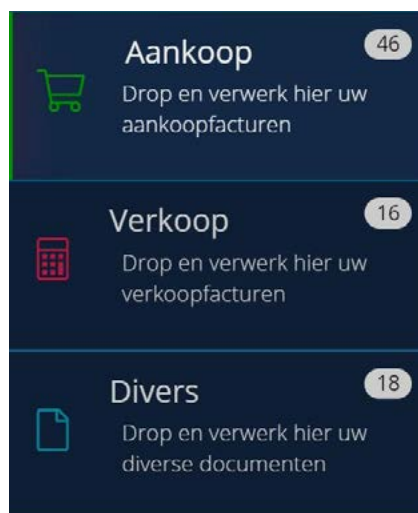 Aankoop 46
Drop en verwerk hier uw
aankoopfacturen
Verkoop 16
Drop en verwerk hier uw
verkoopfacturen
Divers 18
Drop en verwerk hier uw
diverse documenten